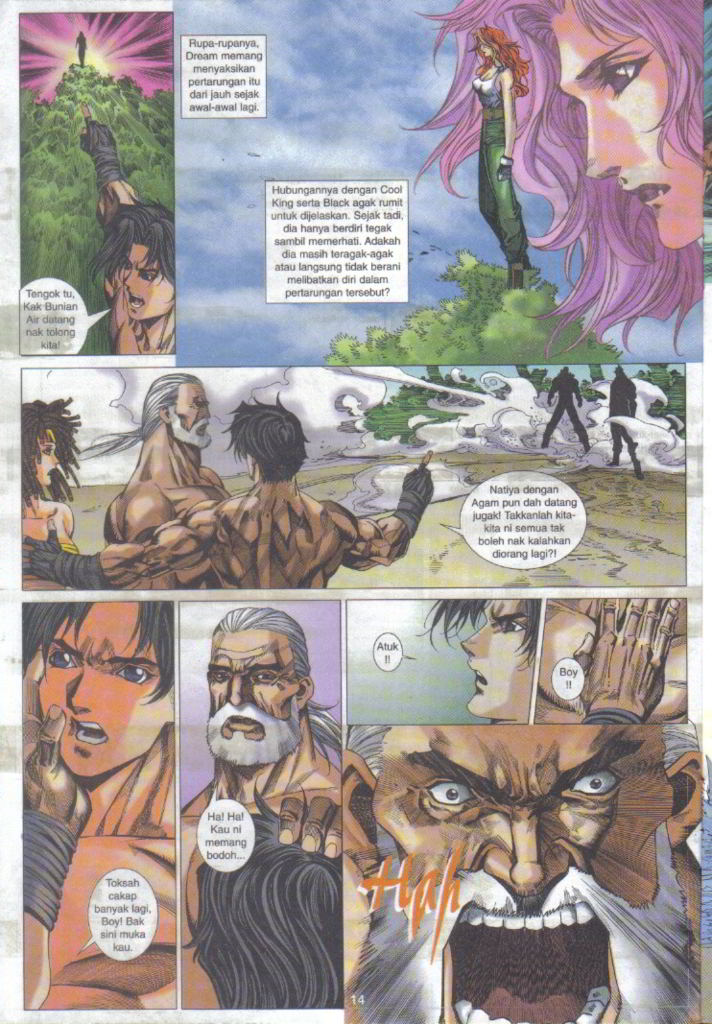 Rupa-rupanya,
Dream memang
menyaksikan
pertarungan itu
dari jauh sejak
awal-awal lagi.
Hubungannya dengan Cool
King serta Black agak rumit
untuk dijelaskan. Sejak tadi,
dia hanya berdiri tegak
sambil memerhati. Adakah
dia masih teragak-agak
atau langsung tidak berani
melibatkan diri dalam
pertarungan tersebut?
Tengok tu,
Kak Bunian
Air datang
nak tolong
kita!
Natiya dengan
Agam pun dah datang
jugak! Takkanlah kita-
kita ni semua tak
boleh nak kalahkan
diorang lagi?!
Toksah
cakap
banyak lagi,
Boy! Bak
sini muka
kau.
Ha! Ha!
Kau ni
memang
bodoh...
Atuk
!!
Boy
!!
Hah
14